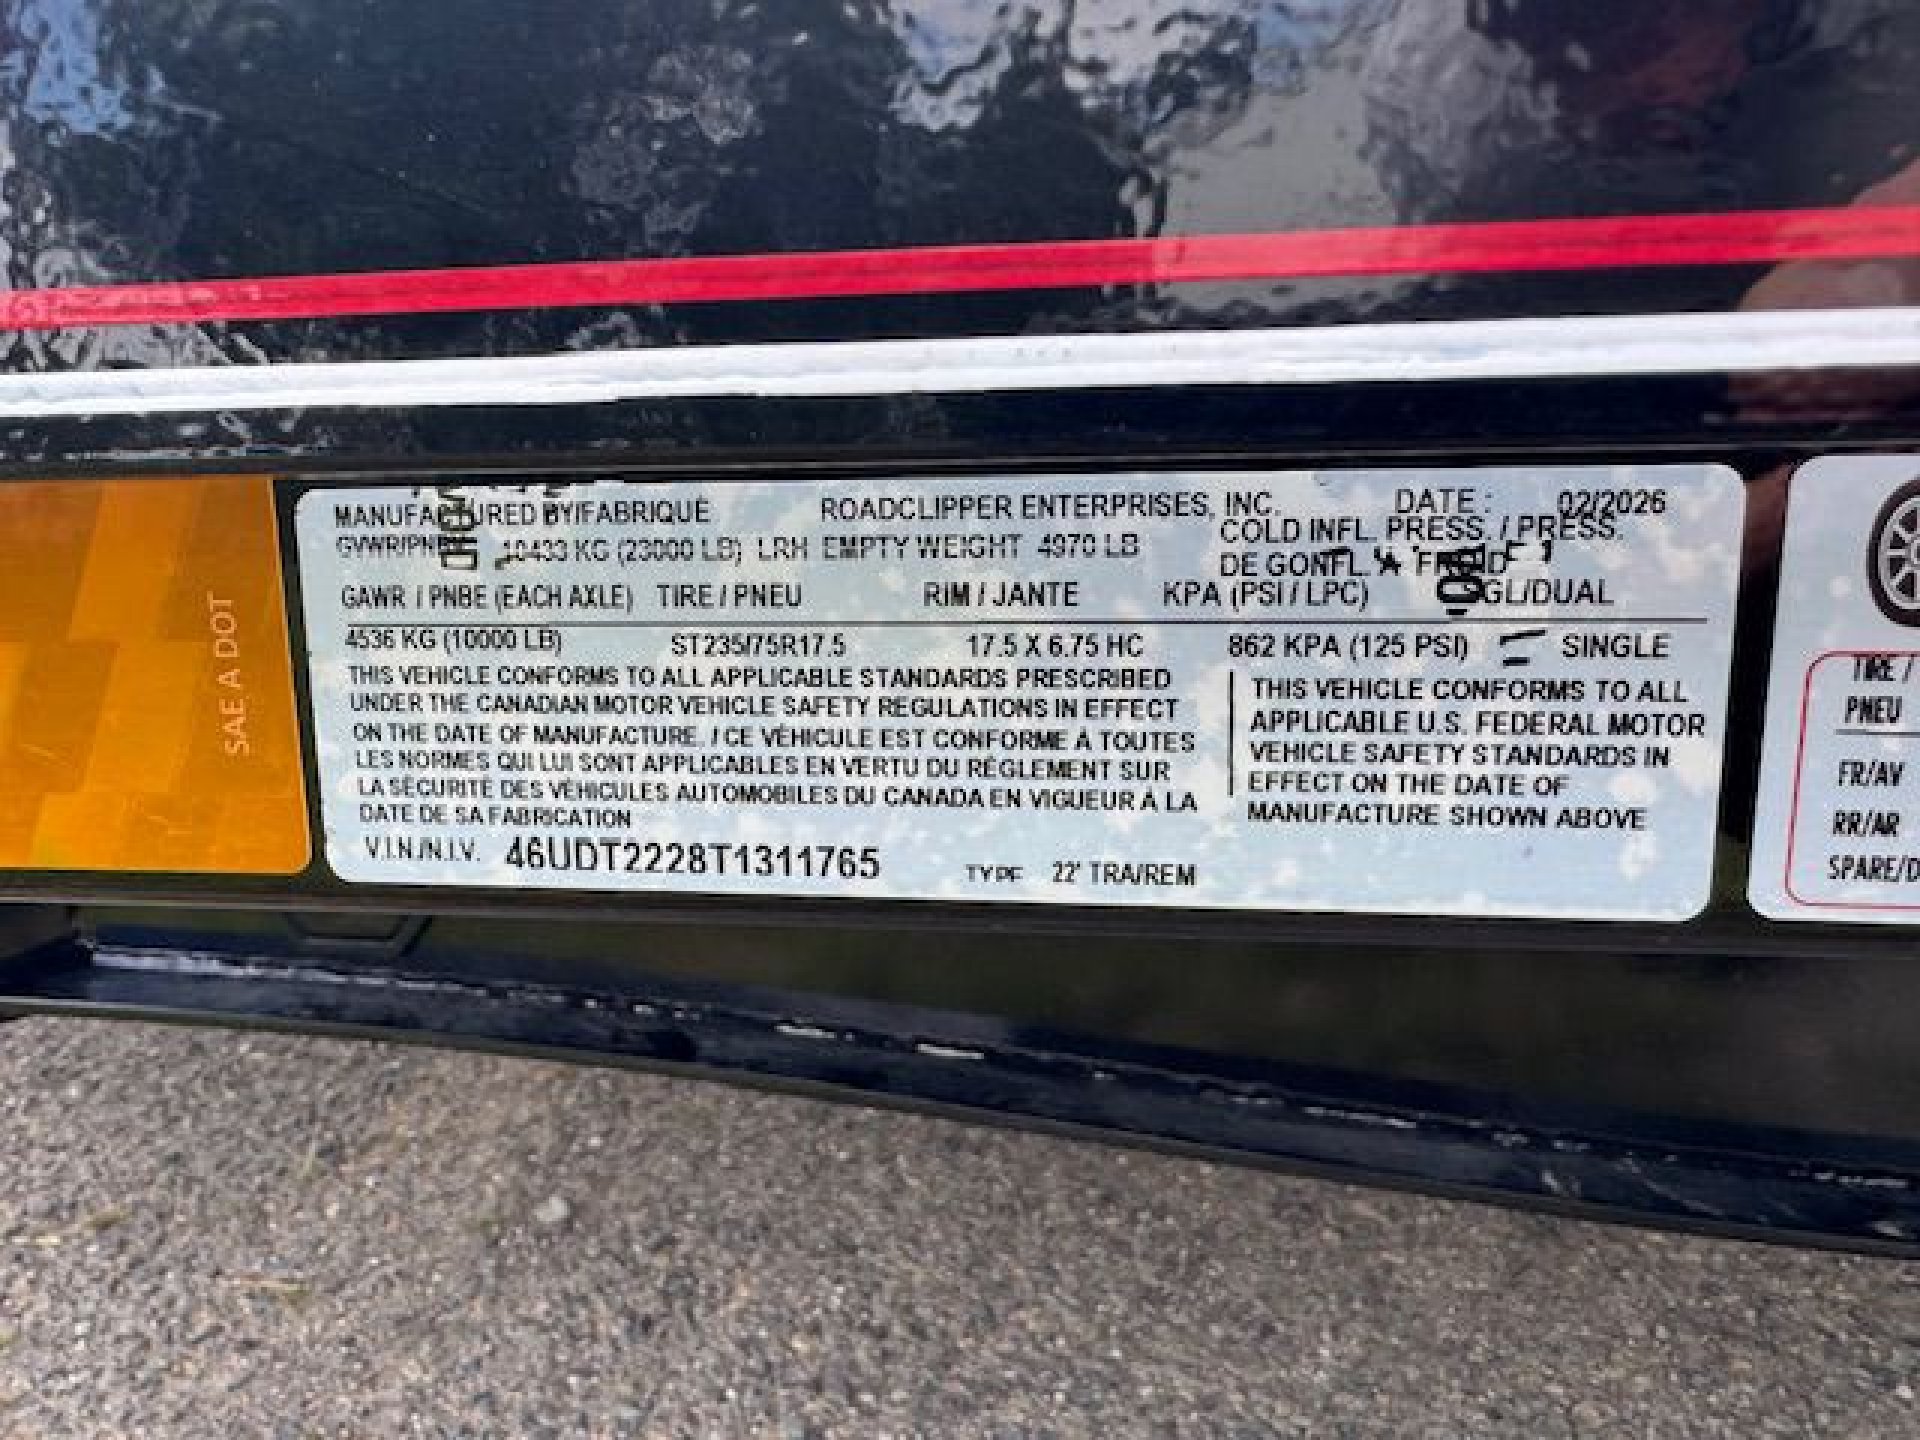 MANUFACTURED BY/FABRIQUÉ ROADCLIPPER ENTERPRISES, INC. DATE : 02/2026
GVWR/PNBV 10433 KG (23000 LB) LRH EMPTY WEIGHT 4970 LB
COLD INFL. PRESS. / PRESS.
DE GONFL. A FROID
GAWR / PNBE (EACH AXLE) TIRE / PNEU RIM / JANTE KPA (PSI / LPC) SGL/DUAL
4536 KG (10000 LB) ST235/75R17.5 17.5 X 6.75 HC 862 KPA (125 PSI) SINGLE
THIS VEHICLE CONFORMS TO ALL APPLICABLE STANDARDS PRESCRIBED
UNDER THE CANADIAN MOTOR VEHICLE SAFETY REGULATIONS IN EFFECT
ON THE DATE OF MANUFACTURE. / CE VÉHICULE EST CONFORME À TOUTES
LES NORMES QUI LUI SONT APPLICABLES EN VERTU DU RÈGLEMENT SUR
LA SÉCURITÉ DES VÉHICULES AUTOMOBILES DU CANADA EN VIGUEUR À LA
DATE DE SA FABRICATION
THIS VEHICLE CONFORMS TO ALL
APPLICABLE U.S. FEDERAL MOTOR
VEHICLE SAFETY STANDARDS IN
EFFECT ON THE DATE OF
MANUFACTURE SHOWN ABOVE
V.I.N./N.I.V. 46UDT2228T1311765 TYPE 22' TRA/REM
SAE A DOT
TIRE /
PNEU
FR/AV
RR/AR
SPARE/D